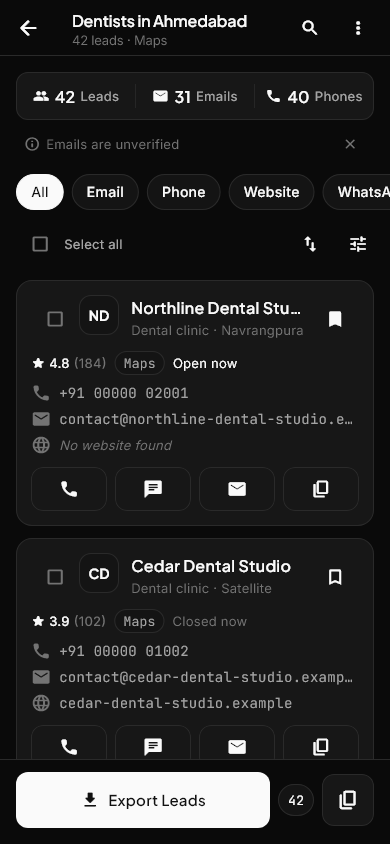 Dentists in Ahmedabad
42 leads · Maps
42 Leads
31 Emails
40 Phones
Emails are unverified
All
Email
Phone
Website
WhatsA
Select all
ND
Northline Dental Stu…
Dental clinic · Navrangpura
4.8 (184)
Maps
Open now
+91 00000 02001
contact@northline-dental-studio.e…
No website found
CD
Cedar Dental Studio
Dental clinic · Satellite
3.9 (102)
Maps
Closed now
+91 00000 01002
contact@cedar-dental-studio.examp…
cedar-dental-studio.example
Export Leads
42